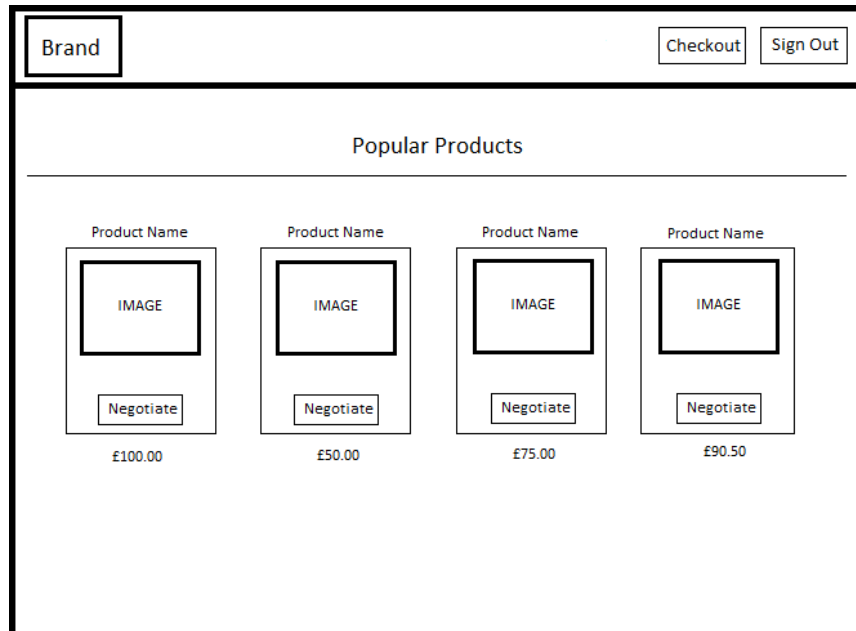 Brand
Checkout
Sign Out
Popular Products
Product Name
Product Name
Product Name
Product Name
IMAGE
IMAGE
IMAGE
IMAGE
Negotiate
Negotiate
Negotiate
Negotiate
£100.00
£50.00
£75.00
£90.50